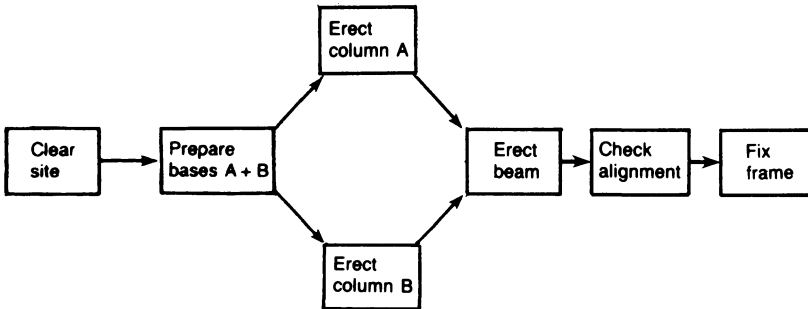 Erect
column A
Clear
site
Prepare
bases A + B
Erect
beam
Check
alignment
Fix
frame
Erect
column B